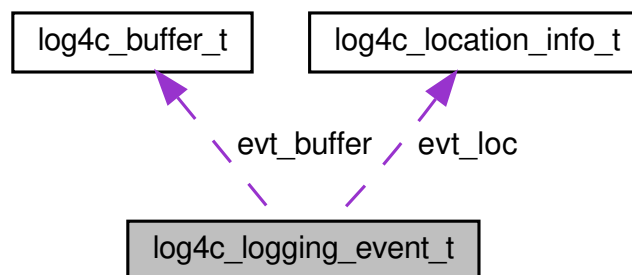 log4c_buffer_t
log4c_location_info_t
evt_buffer
evt_loc
log4c_logging_event_t